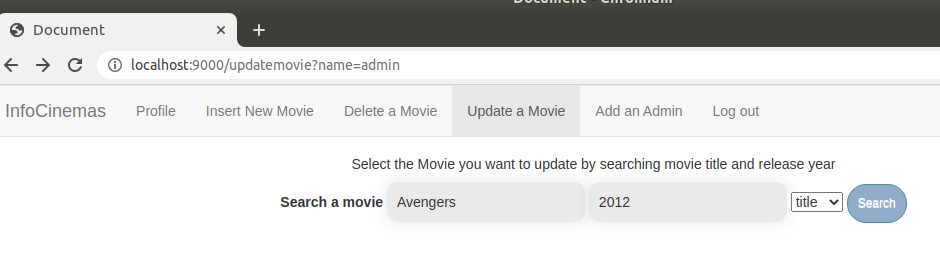 Document - Chromium
Document
localhost:9000/updatemovie?name=admin
InfoCinemas Profile Insert New Movie Delete a Movie Update a Movie Add an Admin Log out
Select the Movie you want to update by searching movie title and release year
Search a movie Avengers 2012 title Search